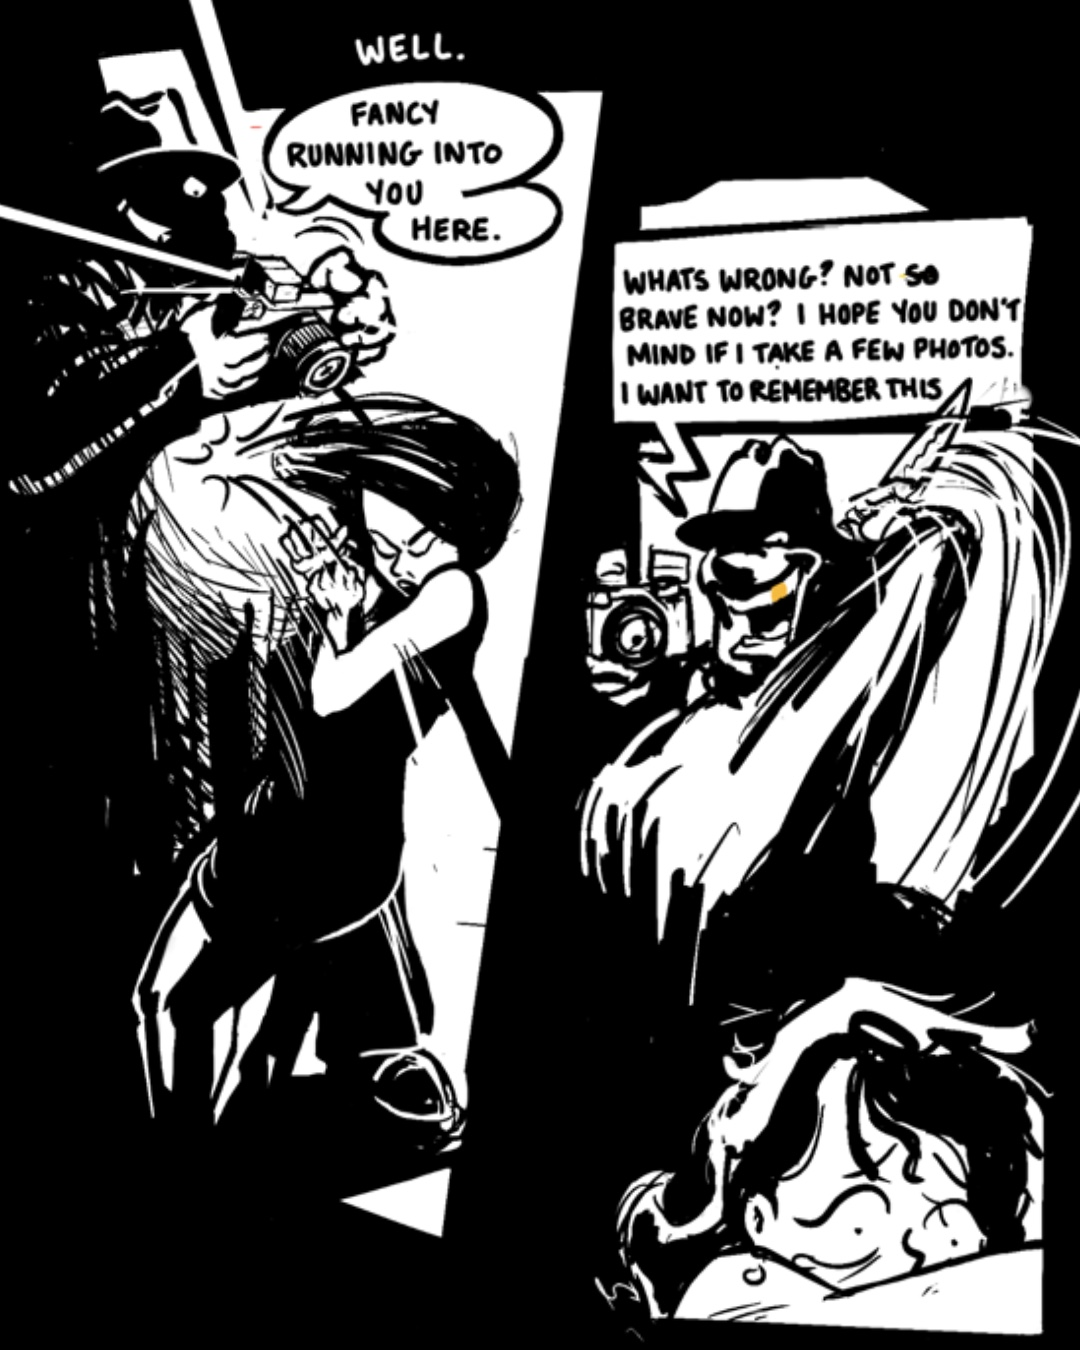 WELL.
FANCY
RUNNING INTO
YOU
HERE.
WHATS WRONG? NOT SO
BRAVE NOW? I HOPE YOU DON'T
MIND IF I TAKE A FEW PHOTOS.
I WANT TO REMEMBER THIS